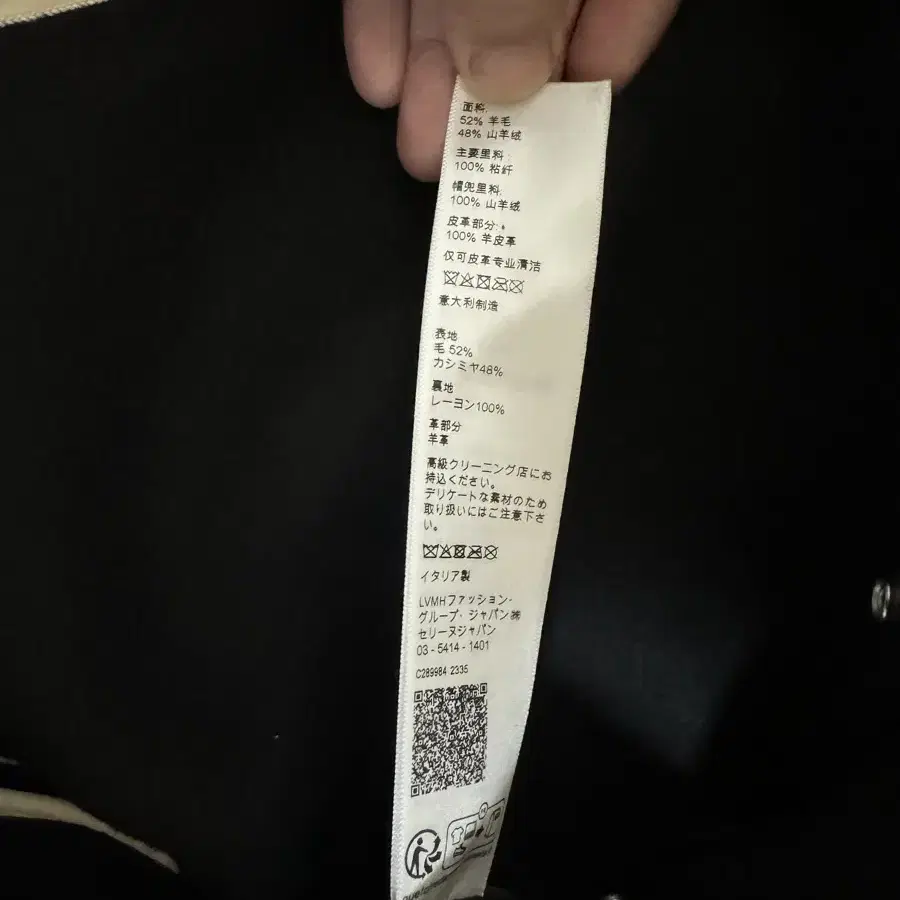 面料:
52% 羊毛
48% 山羊绒
主要里料:
100% 粘纤
帽兜里料:
100% 山羊绒
皮革部分:
100% 羊皮革
仅可皮革专业清洁
意大利制造
表地
毛 52%
カシミヤ48%
裏地
レーヨン100%
革部分
羊革
高級クリーニング店にお
持込ください。
デリケートな素材のため
取り扱いにはご注意下さ
い。
イタリア製
LVMHファッション・
グループ・ジャパン㈱
セリーヌジャパン
03 - 5414 - 1401
C289984 2335